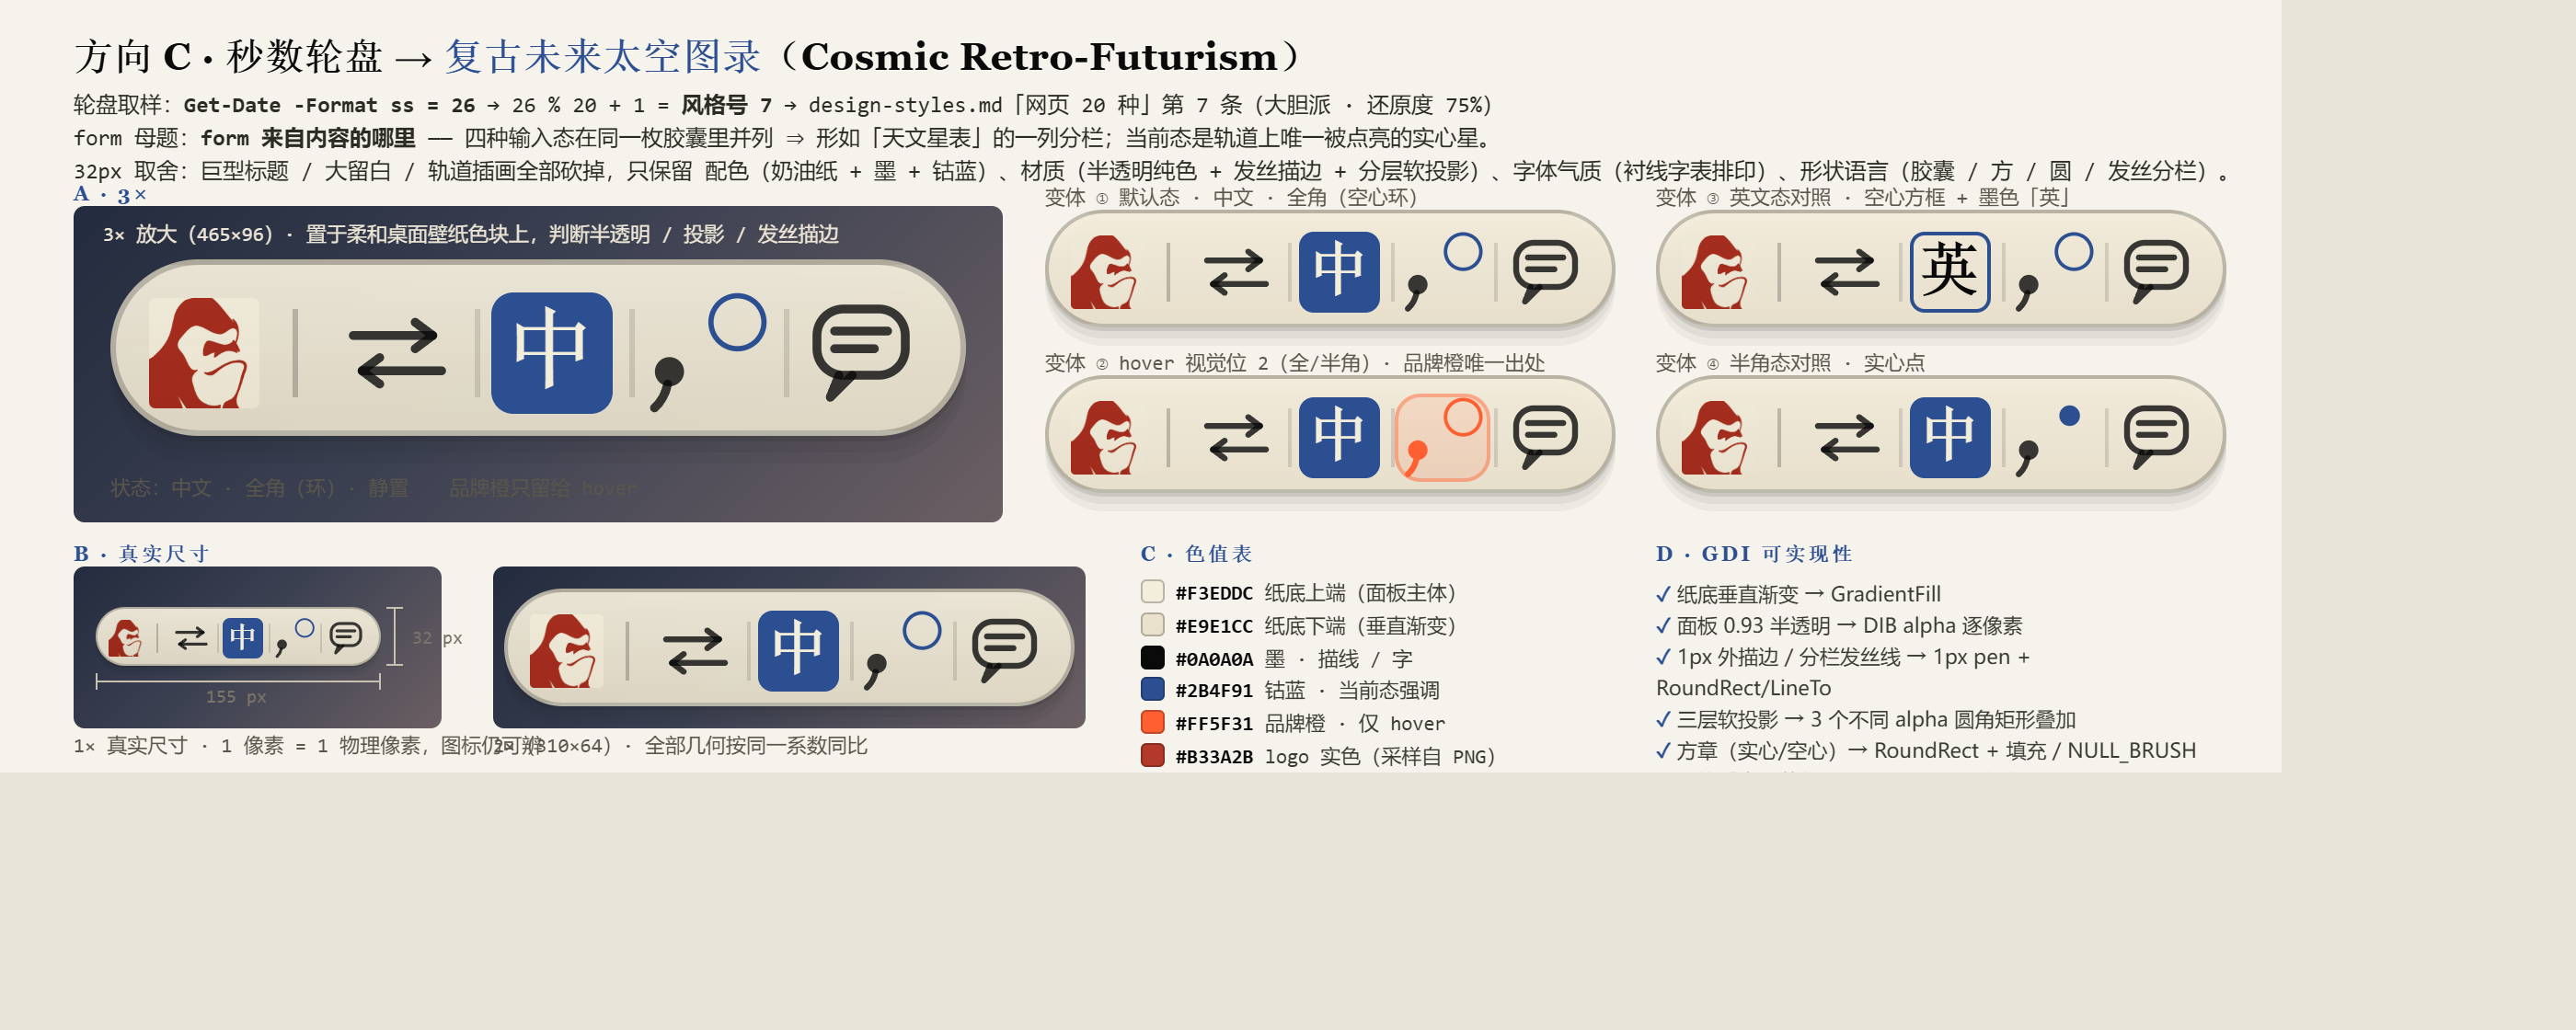 方向 C · 秒数轮盘 → 复古未来太空图录（Cosmic Retro-Futurism）
轮盘取样：Get-Date -Format ss = 26 → 26 % 20 + 1 = 风格号 7 → design-styles.md「网页 20 种」第 7 条（大胆派 · 还原度 75%）
form 母题：form 来自内容的哪里 —— 四种输入态在同一枚胶囊里并列 ⇒ 形如「天文星表」的一列分栏；当前态是轨道上唯一被点亮的实心星。
32px 取舍：巨型标题 / 大留白 / 轨道插画全部砍掉，只保留 配色（奶油纸 + 墨 + 钴蓝）、材质（半透明纯色 + 发丝描边 + 分层软投影）、字体气质（衬线字表排印）、形状语言（胶囊 / 方 / 圆 / 发丝分栏）。
A · 3×
3× 放大（465×96）· 置于柔和桌面壁纸色块上，判断半透明 / 投影 / 发丝描边
中
状态：中文 · 全角（环）· 静置 品牌橙只留给 hover
变体 ① 默认态 · 中文 · 全角（空心环）
中
变体 ② hover 视觉位 2（全/半角）· 品牌橙唯一出处
中
变体 ③ 英文态对照 · 空心方框 + 墨色「英」
英
变体 ④ 半角态对照 · 实心点
中
B · 真实尺寸
中
32 px
155 px
1× 真实尺寸 · 1 像素 = 1 物理像素，图标仍可辨
中
2×（310×64）· 全部几何按同一系数同比
C · 色值表
#F3EDDC 纸底上端（面板主体）
#E9E1CC 纸底下端（垂直渐变）
#0A0A0A 墨 · 描线 / 字
#2B4F91 钴蓝 · 当前态强调
#FF5F31 品牌橙 · 仅 hover
#B33A2B logo 实色（采样自 PNG）
D · GDI 可实现性
✓ 纸底垂直渐变 → GradientFill
✓ 面板 0.93 半透明 → DIB alpha 逐像素
✓ 1px 外描边 / 分栏发丝线 → 1px pen +
RoundRect/LineTo
✓ 三层软投影 → 3 个不同 alpha 圆角矩形叠加
✓ 方章（实心/空心）→ RoundRect + 填充 / NULL_BRUSH